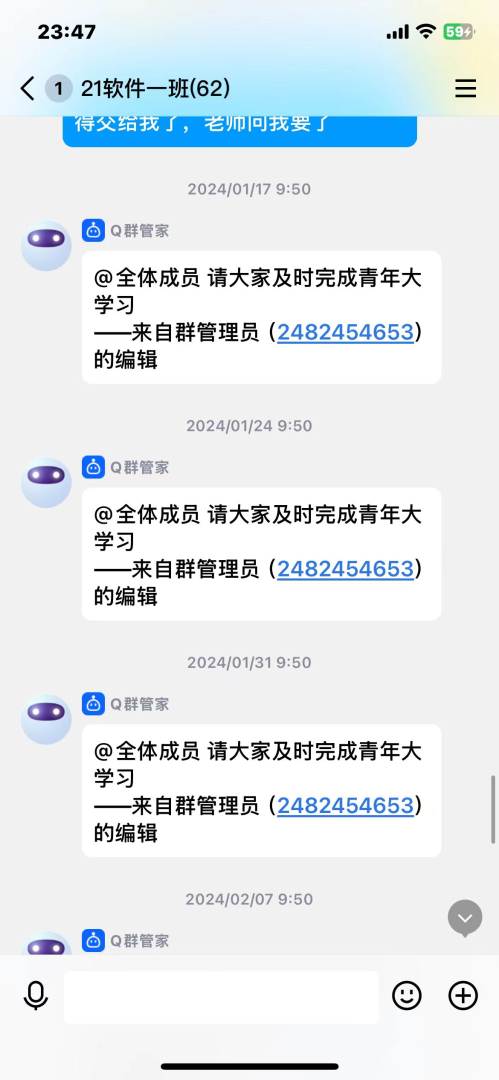 23:47
59
1 21软件一班(62)
得交给我了，老师问我要了
2024/01/17 9:50
Q群管家
@全体成员 请大家及时完成青年大
学习
——来自群管理员（2482454653）
的编辑
2024/01/24 9:50
Q群管家
@全体成员 请大家及时完成青年大
学习
——来自群管理员（2482454653）
的编辑
2024/01/31 9:50
Q群管家
@全体成员 请大家及时完成青年大
学习
——来自群管理员（2482454653）
的编辑
2024/02/07 9:50
Q群管家